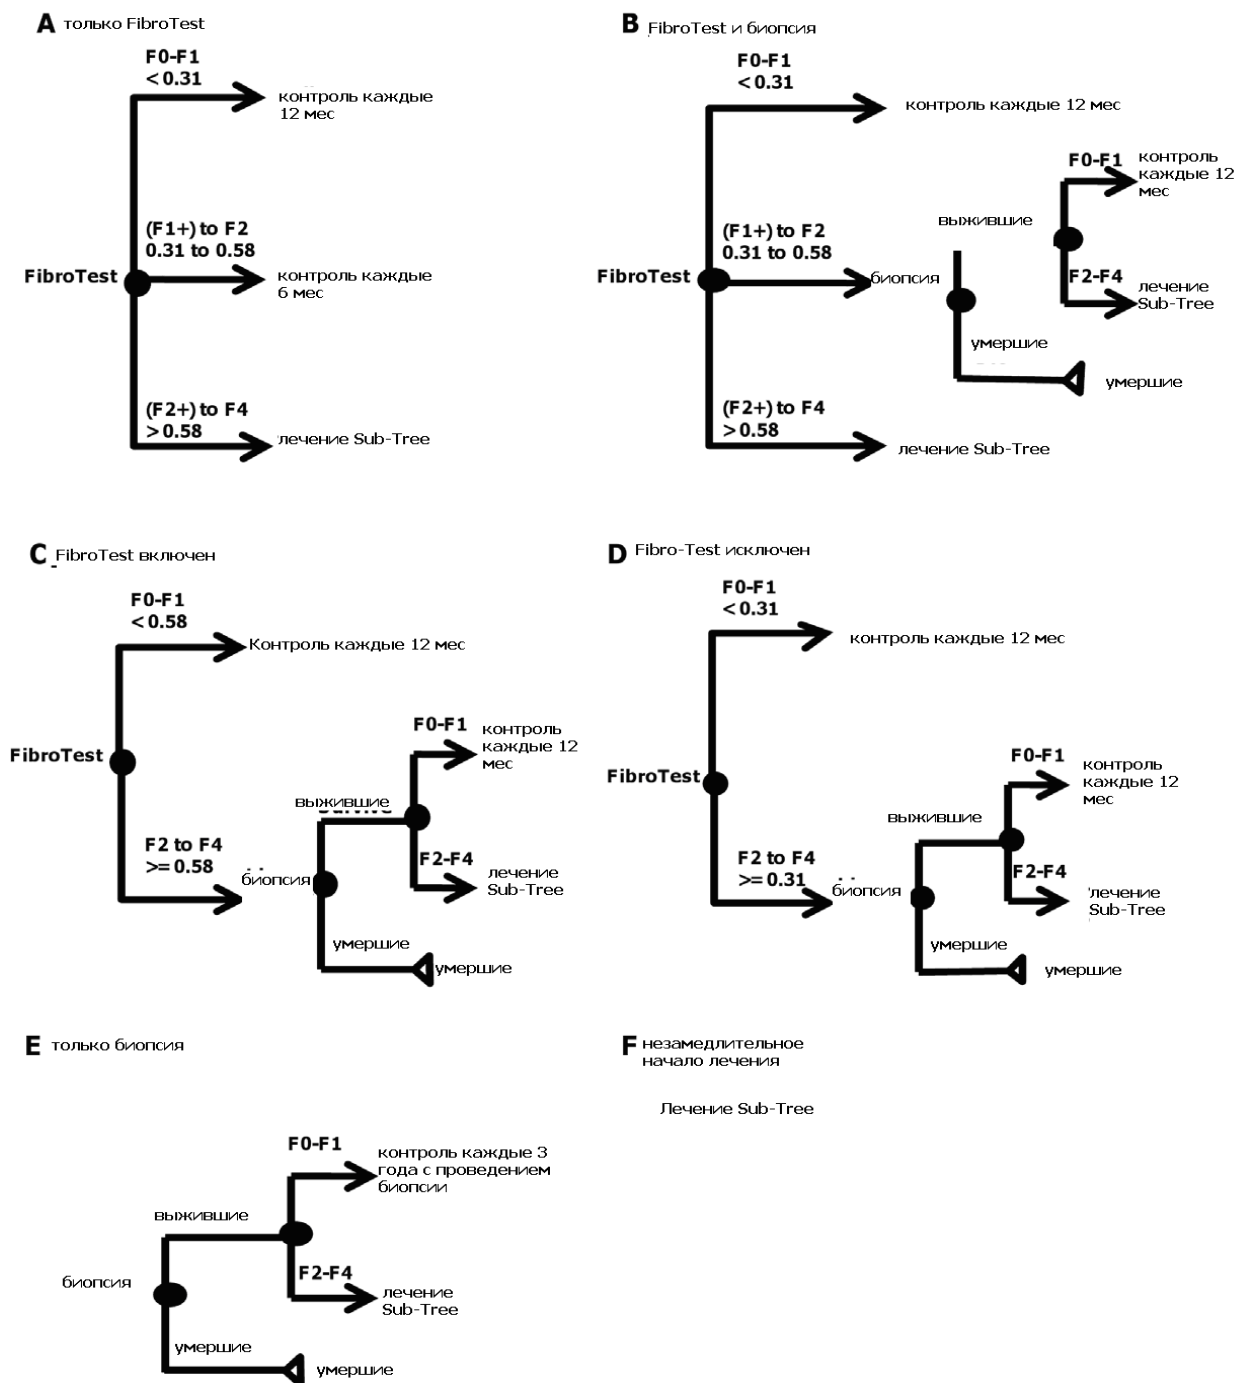 A только FibroTest
F0-F1
< 0.31
контроль каждые
12 мес
(F1+) to F2
0.31 to 0.58
FibroTest
контроль каждые
6 мес
(F2+) to F4
> 0.58
лечение Sub-Tree
B FibroTest и биопсия
F0-F1
< 0.31
контроль каждые 12 мес
F0-F1
контроль
каждые 12
мес
выжившие
(F1+) to F2
0.31 to 0.58
FibroTest
биопсия
F2-F4
лечение
Sub-Tree
умершие
умершие
(F2+) to F4
> 0.58
лечение Sub-Tree
C FibroTest включен
F0-F1
< 0.58
Контроль каждые 12 мес
F0-F1
контроль
каждые 12
мес
FibroTest
выжившие
F2 to F4
>= 0.58
биопсия
F2-F4
лечение
Sub-Tree
умершие
умершие
D Fibro-Test исключен
F0-F1
< 0.31
контроль каждые 12 мес
F0-F1
контроль
каждые 12
мес
FibroTest
выжившие
F2 to F4
>= 0.31
биопсия
F2-F4
лечение
Sub-Tree
умершие
умершие
E только биопсия
F0-F1
контроль каждые 3
года с проведением
биопсии
выжившие
биопсия
F2-F4
лечение
Sub-Tree
умершие
умершие
F незамедлительное
начало лечения
Лечение Sub-Tree